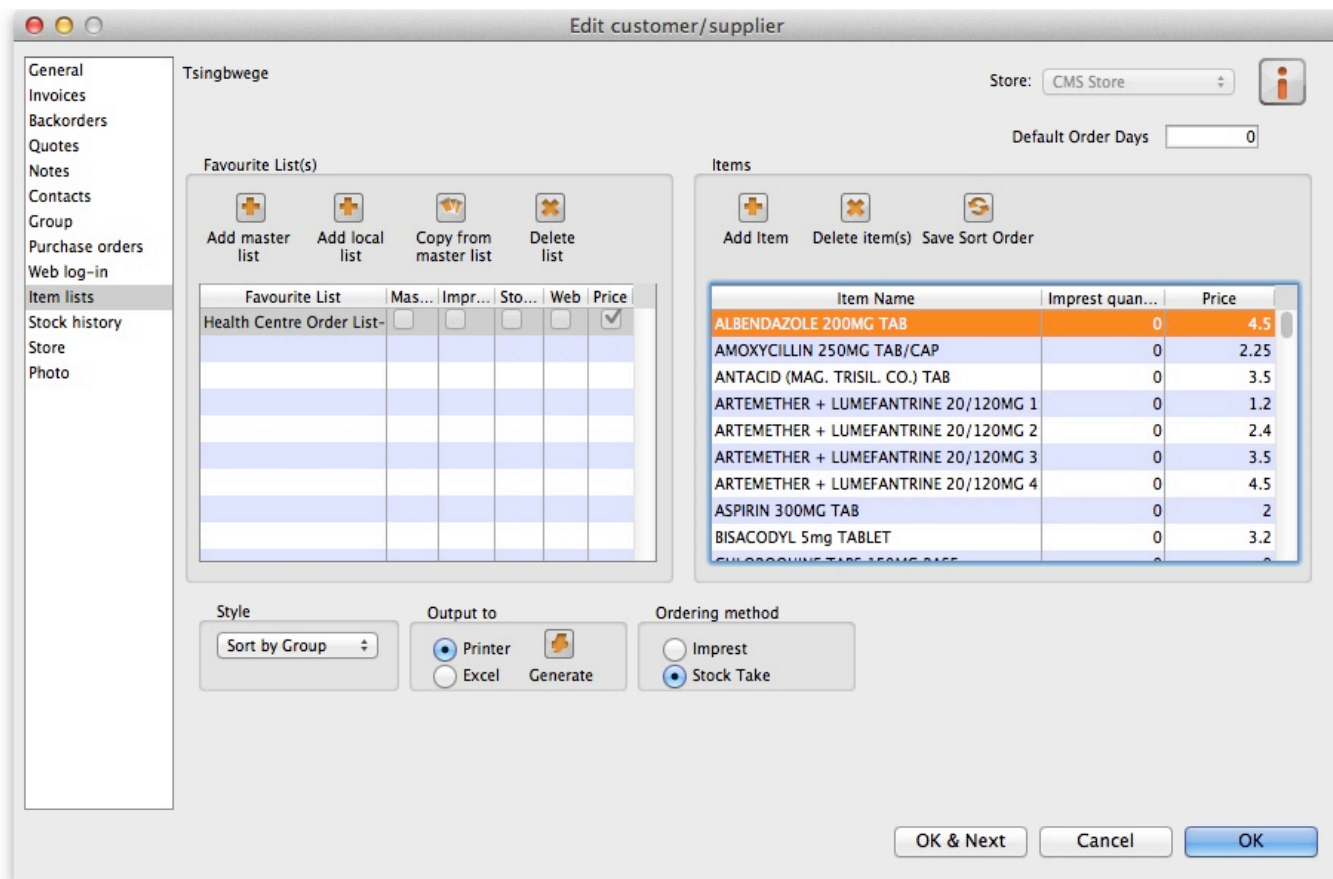 Edit customer/supplier
General
Invoices
Backorders
Quotes
Notes
Contacts
Group
Purchase orders
Web log-in
Item lists
Stock history
Store
Photo
Tsingbwege
Store: CMS Store
Default Order Days 0
Favourite List(s)
Add master list
Add local list
Copy from master list
Delete list
Favourite List Mas... Impr... Sto... Web Price
Health Centre Order List-
Items
Add Item Delete item(s) Save Sort Order
Item Name Imprest quan... Price
ALBENDAZOLE 200MG TAB 0 4.5
AMOXYCILLIN 250MG TAB/CAP 0 2.25
ANTACID (MAG. TRISIL. CO.) TAB 0 3.5
ARTEMETHER + LUMEFANTRINE 20/120MG 1 0 1.2
ARTEMETHER + LUMEFANTRINE 20/120MG 2 0 2.4
ARTEMETHER + LUMEFANTRINE 20/120MG 3 0 3.5
ARTEMETHER + LUMEFANTRINE 20/120MG 4 0 4.5
ASPIRIN 300MG TAB 0 2
BISACODYL 5mg TABLET 0 3.2
Style
Sort by Group
Output to
Printer
Excel
Generate
Ordering method
Imprest
Stock Take
OK & Next Cancel OK